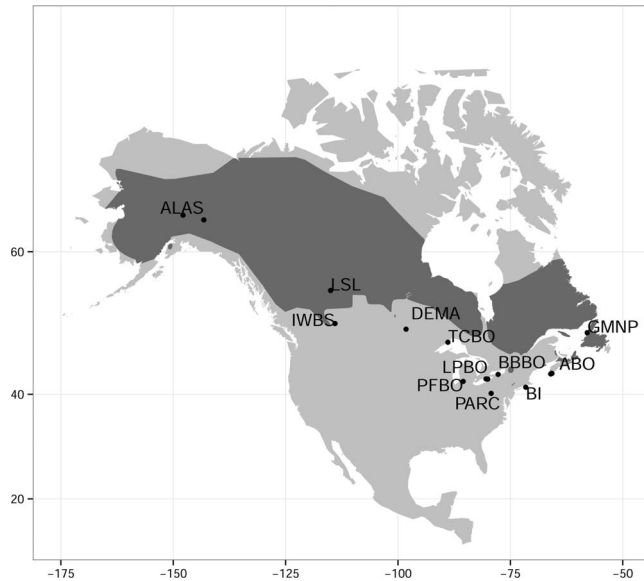 60
40
20
ALAS
LSL
IWBS
DEMA
TCBO
GMNP
LPBO
BBBO
ABO
PFBO
PARC
BI
−175
−150
−125
−100
−75
−50